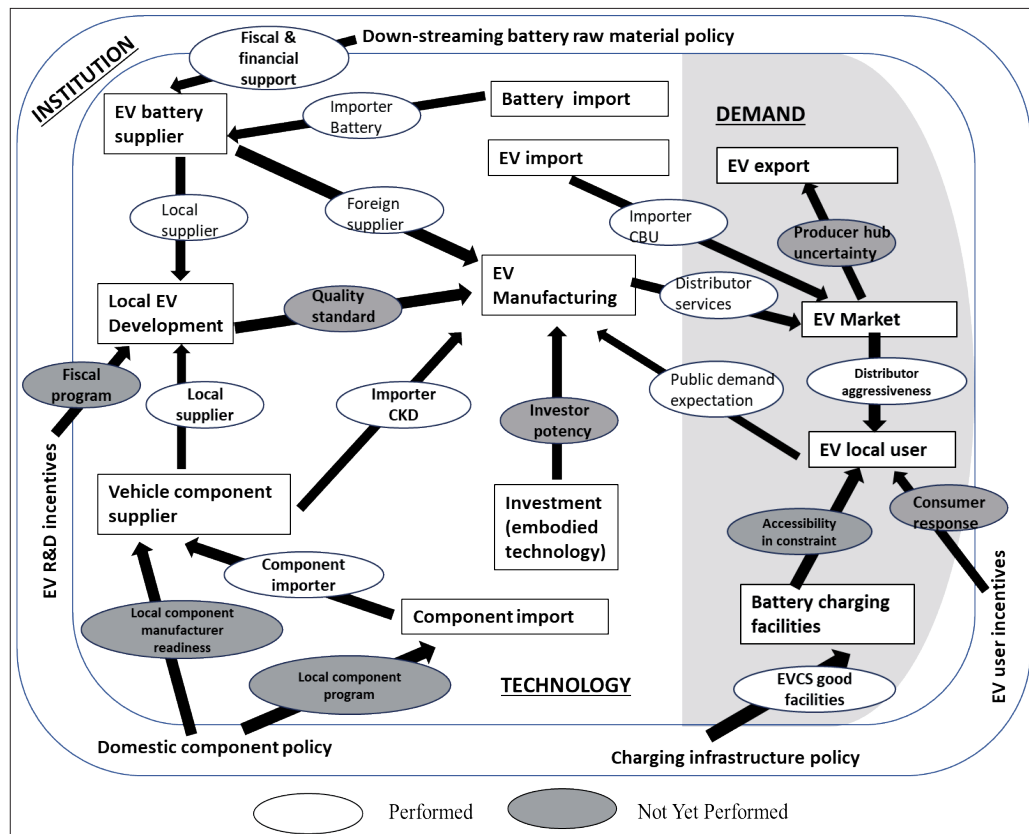 INSTITUTION
Fiscal &
financial
support
Down-streaming battery raw material policy
EV battery
supplier
Importer
Battery
Battery import
DEMAND
EV import
EV export
Local
supplier
Foreign
supplier
Importer
CBU
Producer hub
uncertainty
Local EV
Development
Quality
standard
EV
Manufacturing
Distributor
services
EV Market
Fiscal
program
Local
supplier
Importer
CKD
Investor
potency
Public demand
expectation
Distributor
aggressiveness
EV local user
EV R&D incentives
Vehicle component
supplier
Investment
(embodied
technology)
Accessibility
in constraint
Consumer
response
Component
importer
Component import
Battery charging
facilities
Local component
manufacturer
readiness
Local component
program
TECHNOLOGY
EVCS good
facilities
EV user incentives
Domestic component policy
Charging infrastructure policy
Performed
Not Yet Performed